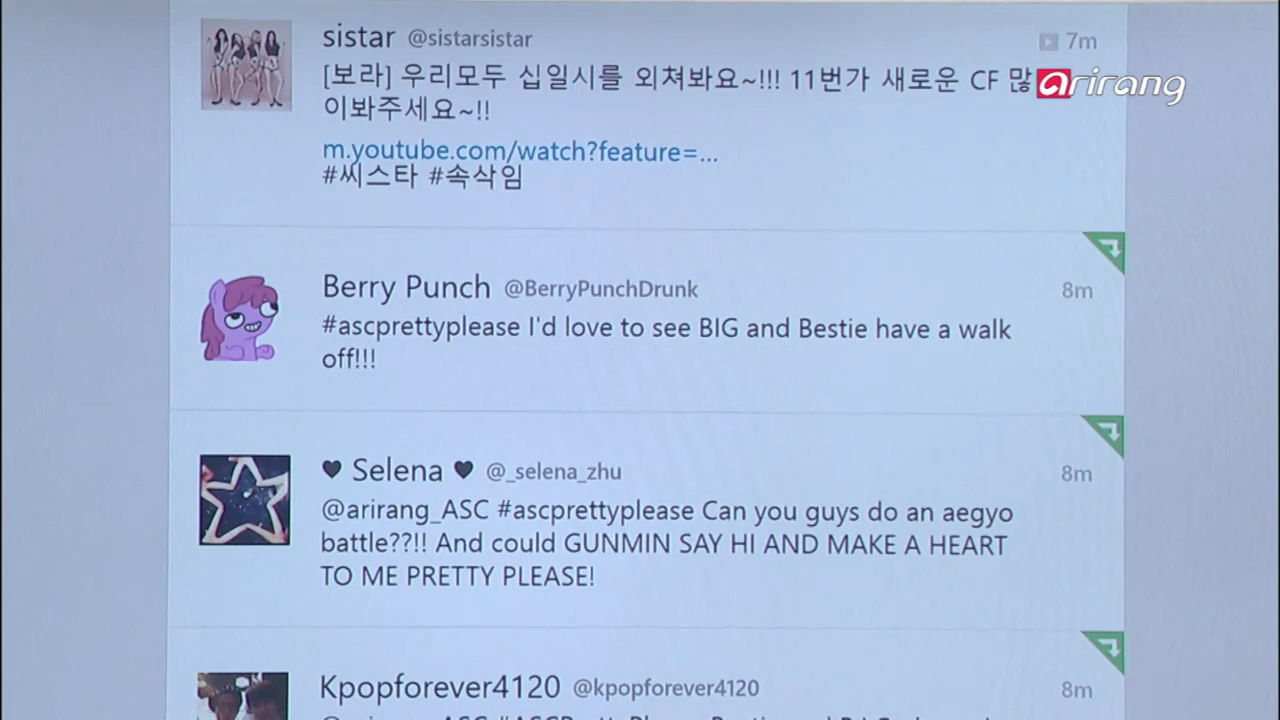 sistar @sistarsistar 7m
[보라] 우리모두 십일시를 외쳐봐요~!!! 11번가 새로운 CF 많
이봐주세요~!!
m.youtube.com/watch?feature=...
#씨스타 #속삭임
arirang
Berry Punch @BerryPunchDrunk 8m
#ascprettyplease I'd love to see BIG and Bestie have a walk
off!!!
♥ Selena ♥ @_selena_zhu 8m
@arirang_ASC #ascprettyplease Can you guys do an aegyo
battle??!! And could GUNMIN SAY HI AND MAKE A HEART
TO ME PRETTY PLEASE!
Kpopforever4120 @kpopforever4120 8m